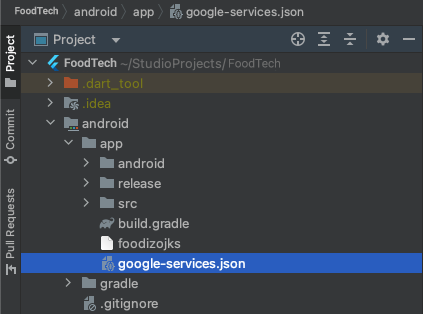 FoodTech android app google-services.json
Project
FoodTech ~/StudioProjects/FoodTech
.dart_tool
.idea
android
app
android
release
src
build.gradle
foodizojks
google-services.json
gradle
.gitignore
Project
Commit
Pull Requests